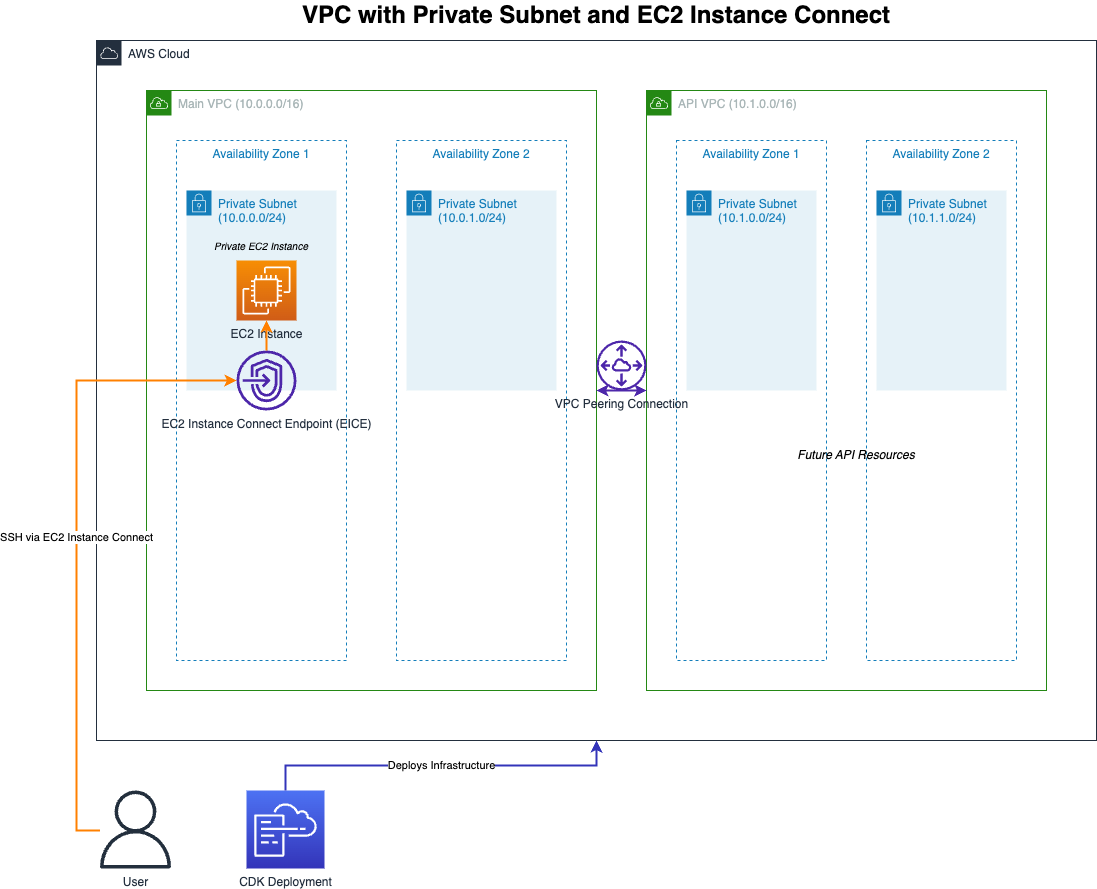 VPC with Private Subnet and EC2 Instance Connect
AWS Cloud
Main VPC (10.0.0.0/16)
API VPC (10.1.0.0/16)
Availability Zone 1
Availability Zone 2
Availability Zone 1
Availability Zone 2
Private Subnet
(10.0.0.0/24)
Private Subnet
(10.0.1.0/24)
Private Subnet
(10.1.0.0/24)
Private Subnet
(10.1.1.0/24)
Private EC2 Instance
EC2 Instance
VPC Peering Connection
EC2 Instance Connect Endpoint (EICE)
Future API Resources
SSH via EC2 Instance Connect
Deploys Infrastructure
User
CDK Deployment